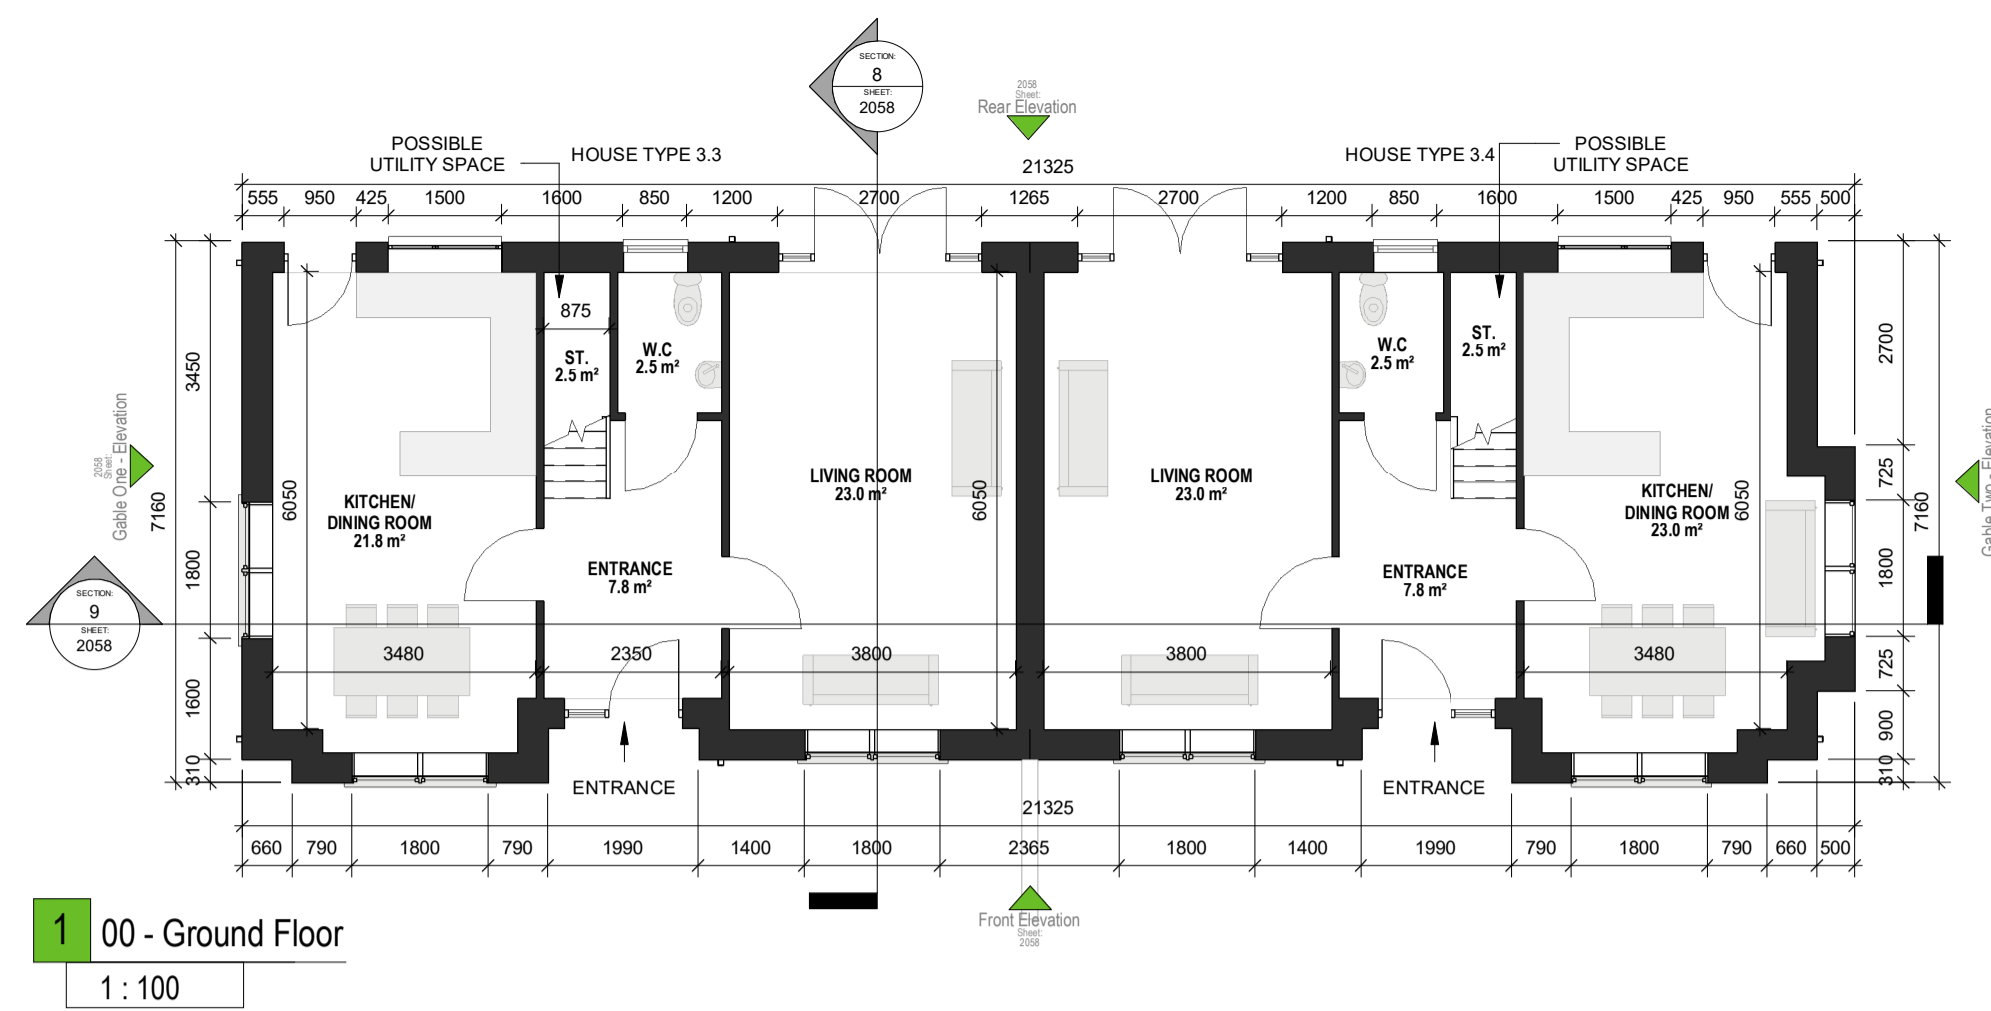 SECTION:
8
SHEET:
2058
2058
Sheet:
Rear Elevation
POSSIBLE
UTILITY SPACE
HOUSE TYPE 3.3
HOUSE TYPE 3.4
POSSIBLE
UTILITY SPACE
21325
555 950 425 1500 1600 850 1200 2700 1265 2700 1200 850 1600 1500 425 950 555 500
875
ST.
2.5 m²
W.C
2.5 m²
W.C
2.5 m²
ST.
2.5 m²
3450
1800
1600
310
7160
6050
6050
6050
2700
725
1800
725
900
310
7160
2058
Sheet:
Gable One - Elevation
Gable Two - Elevation
KITCHEN/
DINING ROOM
21.8 m²
LIVING ROOM
23.0 m²
LIVING ROOM
23.0 m²
KITCHEN/
DINING ROOM
23.0 m²
ENTRANCE
7.8 m²
ENTRANCE
7.8 m²
SECTION:
9
SHEET:
2058
3480 2350 3800 3800 3480
ENTRANCE
ENTRANCE
21325
660 790 1800 790 1990 1400 1800 2365 1800 1400 1990 790 1800 790 660 500
Front Elevation
Sheet:
2058
1 00 - Ground Floor
1 : 100